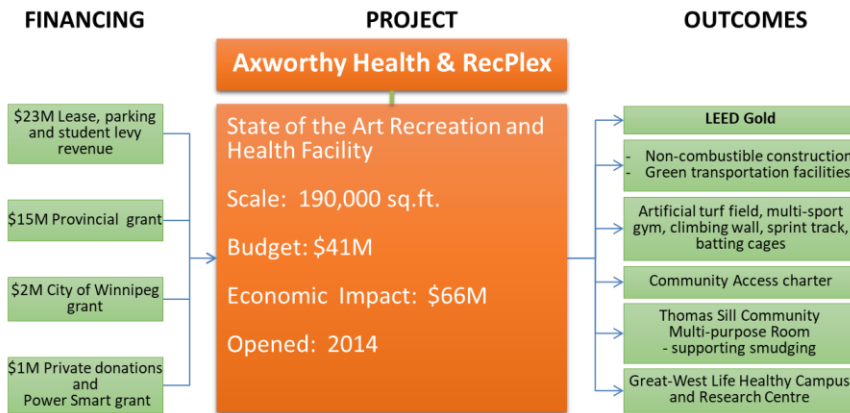 FINANCING
PROJECT
OUTCOMES
Axworthy Health & RecPlex
$23M Lease, parking
and student levy
revenue
$15M Provincial grant
$2M City of Winnipeg
grant
$1M Private donations
and
Power Smart grant
State of the Art Recreation and
Health Facility
Scale: 190,000 sq.ft.
Budget: $41M
Economic Impact: $66M
Opened: 2014
LEED Gold
- Non-combustible construction
- Green transportation facilities
Artificial turf field, multi-sport
gym, climbing wall, sprint track,
batting cages
Community Access charter
Thomas Sill Community
Multi-purpose Room
- supporting smudging
Great-West Life Healthy Campus
and Research Centre